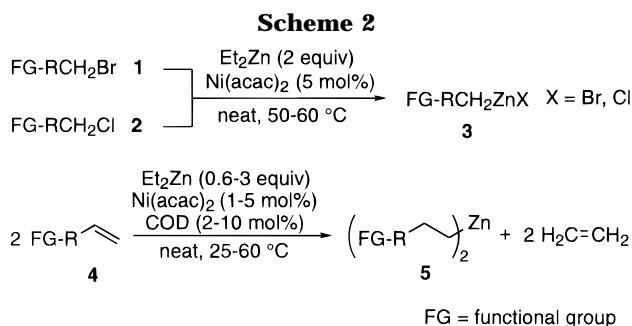 Scheme 2
FG-RCH₂Br 1
FG-RCH₂Cl 2
Et₂Zn (2 equiv)
Ni(acac)₂ (5 mol%)
neat, 50-60 °C
FG-RCH₂ZnX X = Br, Cl
3
2 FG-R
4
Et₂Zn (0.6-3 equiv)
Ni(acac)₂ (1-5 mol%)
COD (2-10 mol%)
neat, 25-60 °C
(FG-R Zn)₂ + 2 H₂C=CH₂
5
FG = functional group